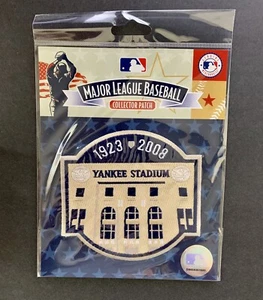 MAJOR LEAGUE BASEBALL
COLLECTOR PATCH
1923 2008
YANKEE STADIUM